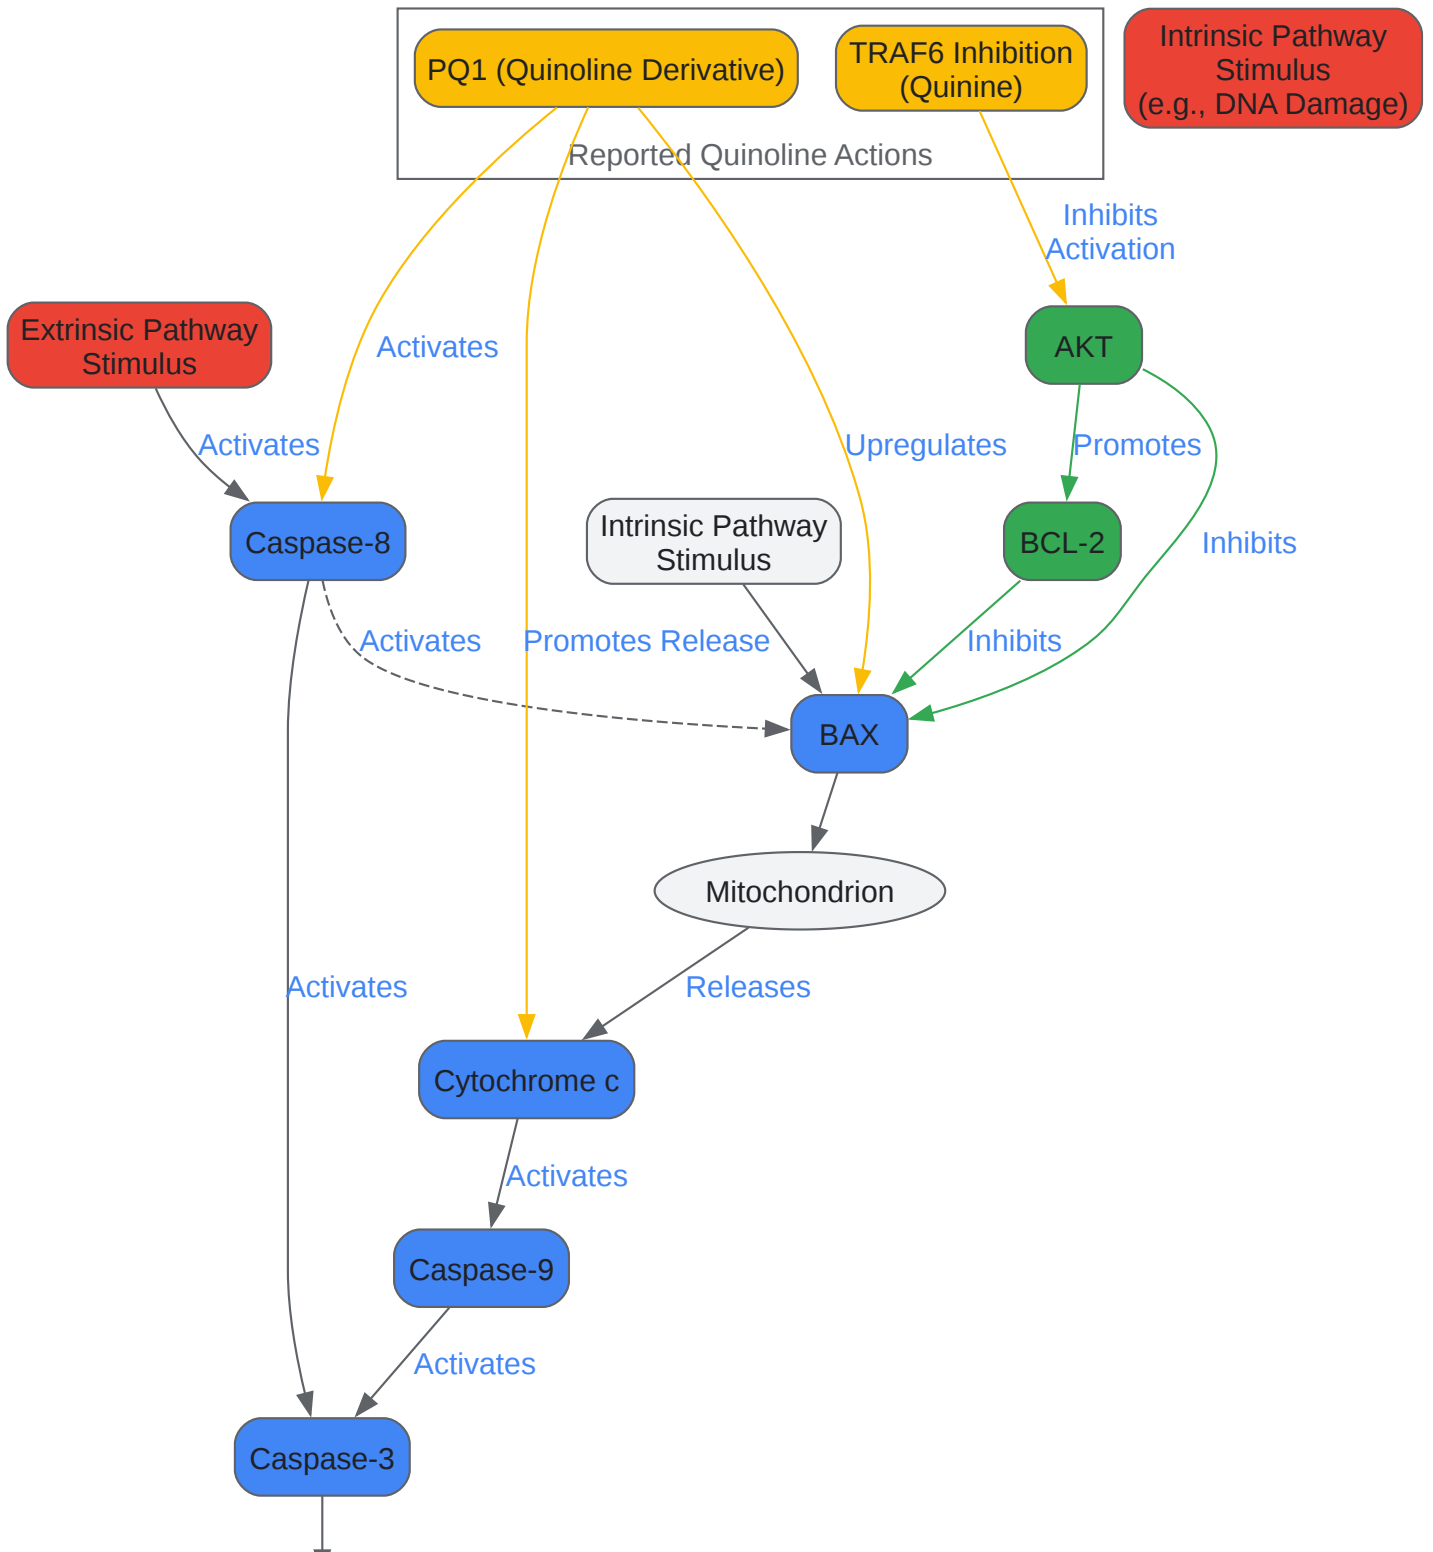 PQ1 (Quinoline Derivative)
TRAF6 Inhibition
(Quinine)
Intrinsic Pathway
Stimulus
(e.g., DNA Damage)
Reported Quinoline Actions
Inhibits
Activation
Extrinsic Pathway
Stimulus
Activates
AKT
Activates
Upregulates
Promotes
Caspase-8
Intrinsic Pathway
Stimulus
BCL-2
Inhibits
Activates
Promotes Release
Inhibits
BAX
Mitochondrion
Activates
Releases
Cytochrome c
Activates
Caspase-9
Activates
Caspase-3